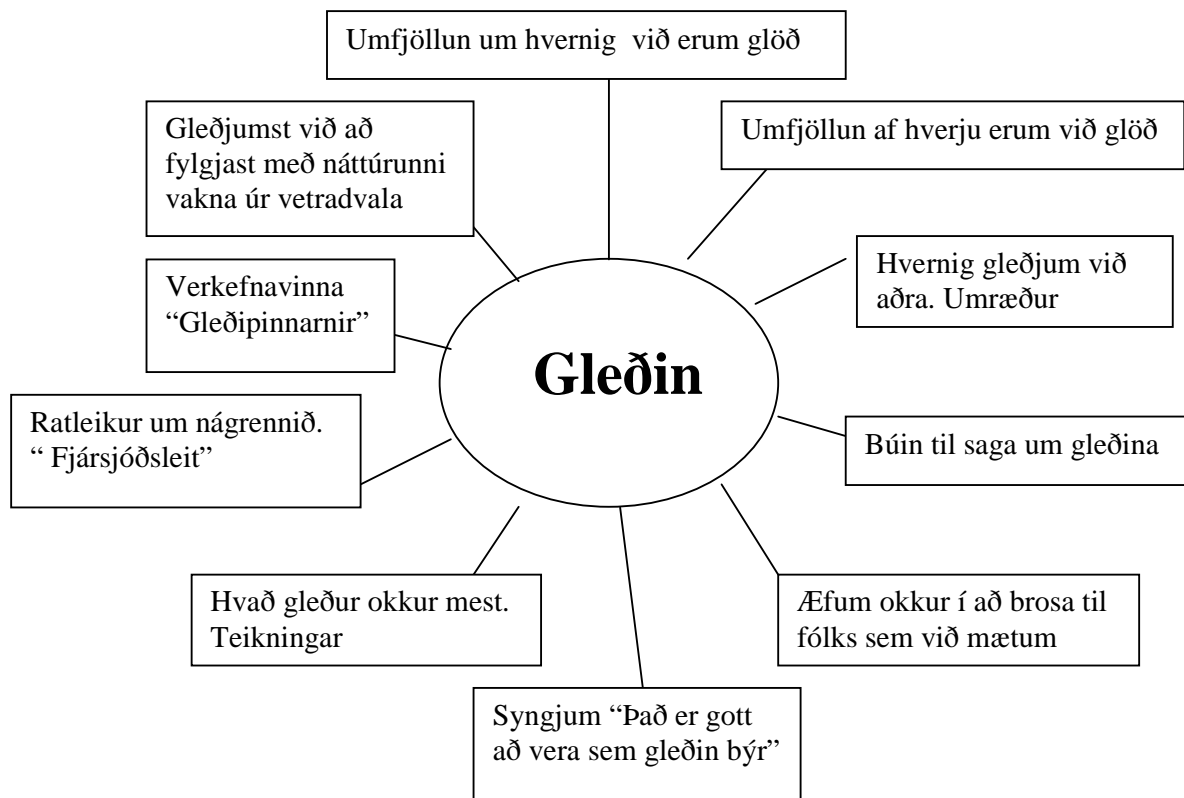 Umfjöllun um hvernig  við erum glöð
Gleðjumst við að
fylgjast með náttúrunni
vakna úr vetradvala
Umfjöllun af hverju erum við glöð
Hvernig gleðjum við
aðra. Umræður
Verkefnavinna
“Gleðipinnarnir”
Gleðin
Ratleikur um nágrennið.
“ Fjársjóðsleit”
Búin til saga um gleðina
Hvað gleður okkur mest.
Teikningar
Æfum okkur í að brosa til
fólks sem við mætum
Syngjum “Það er gott
að vera sem gleðin býr”